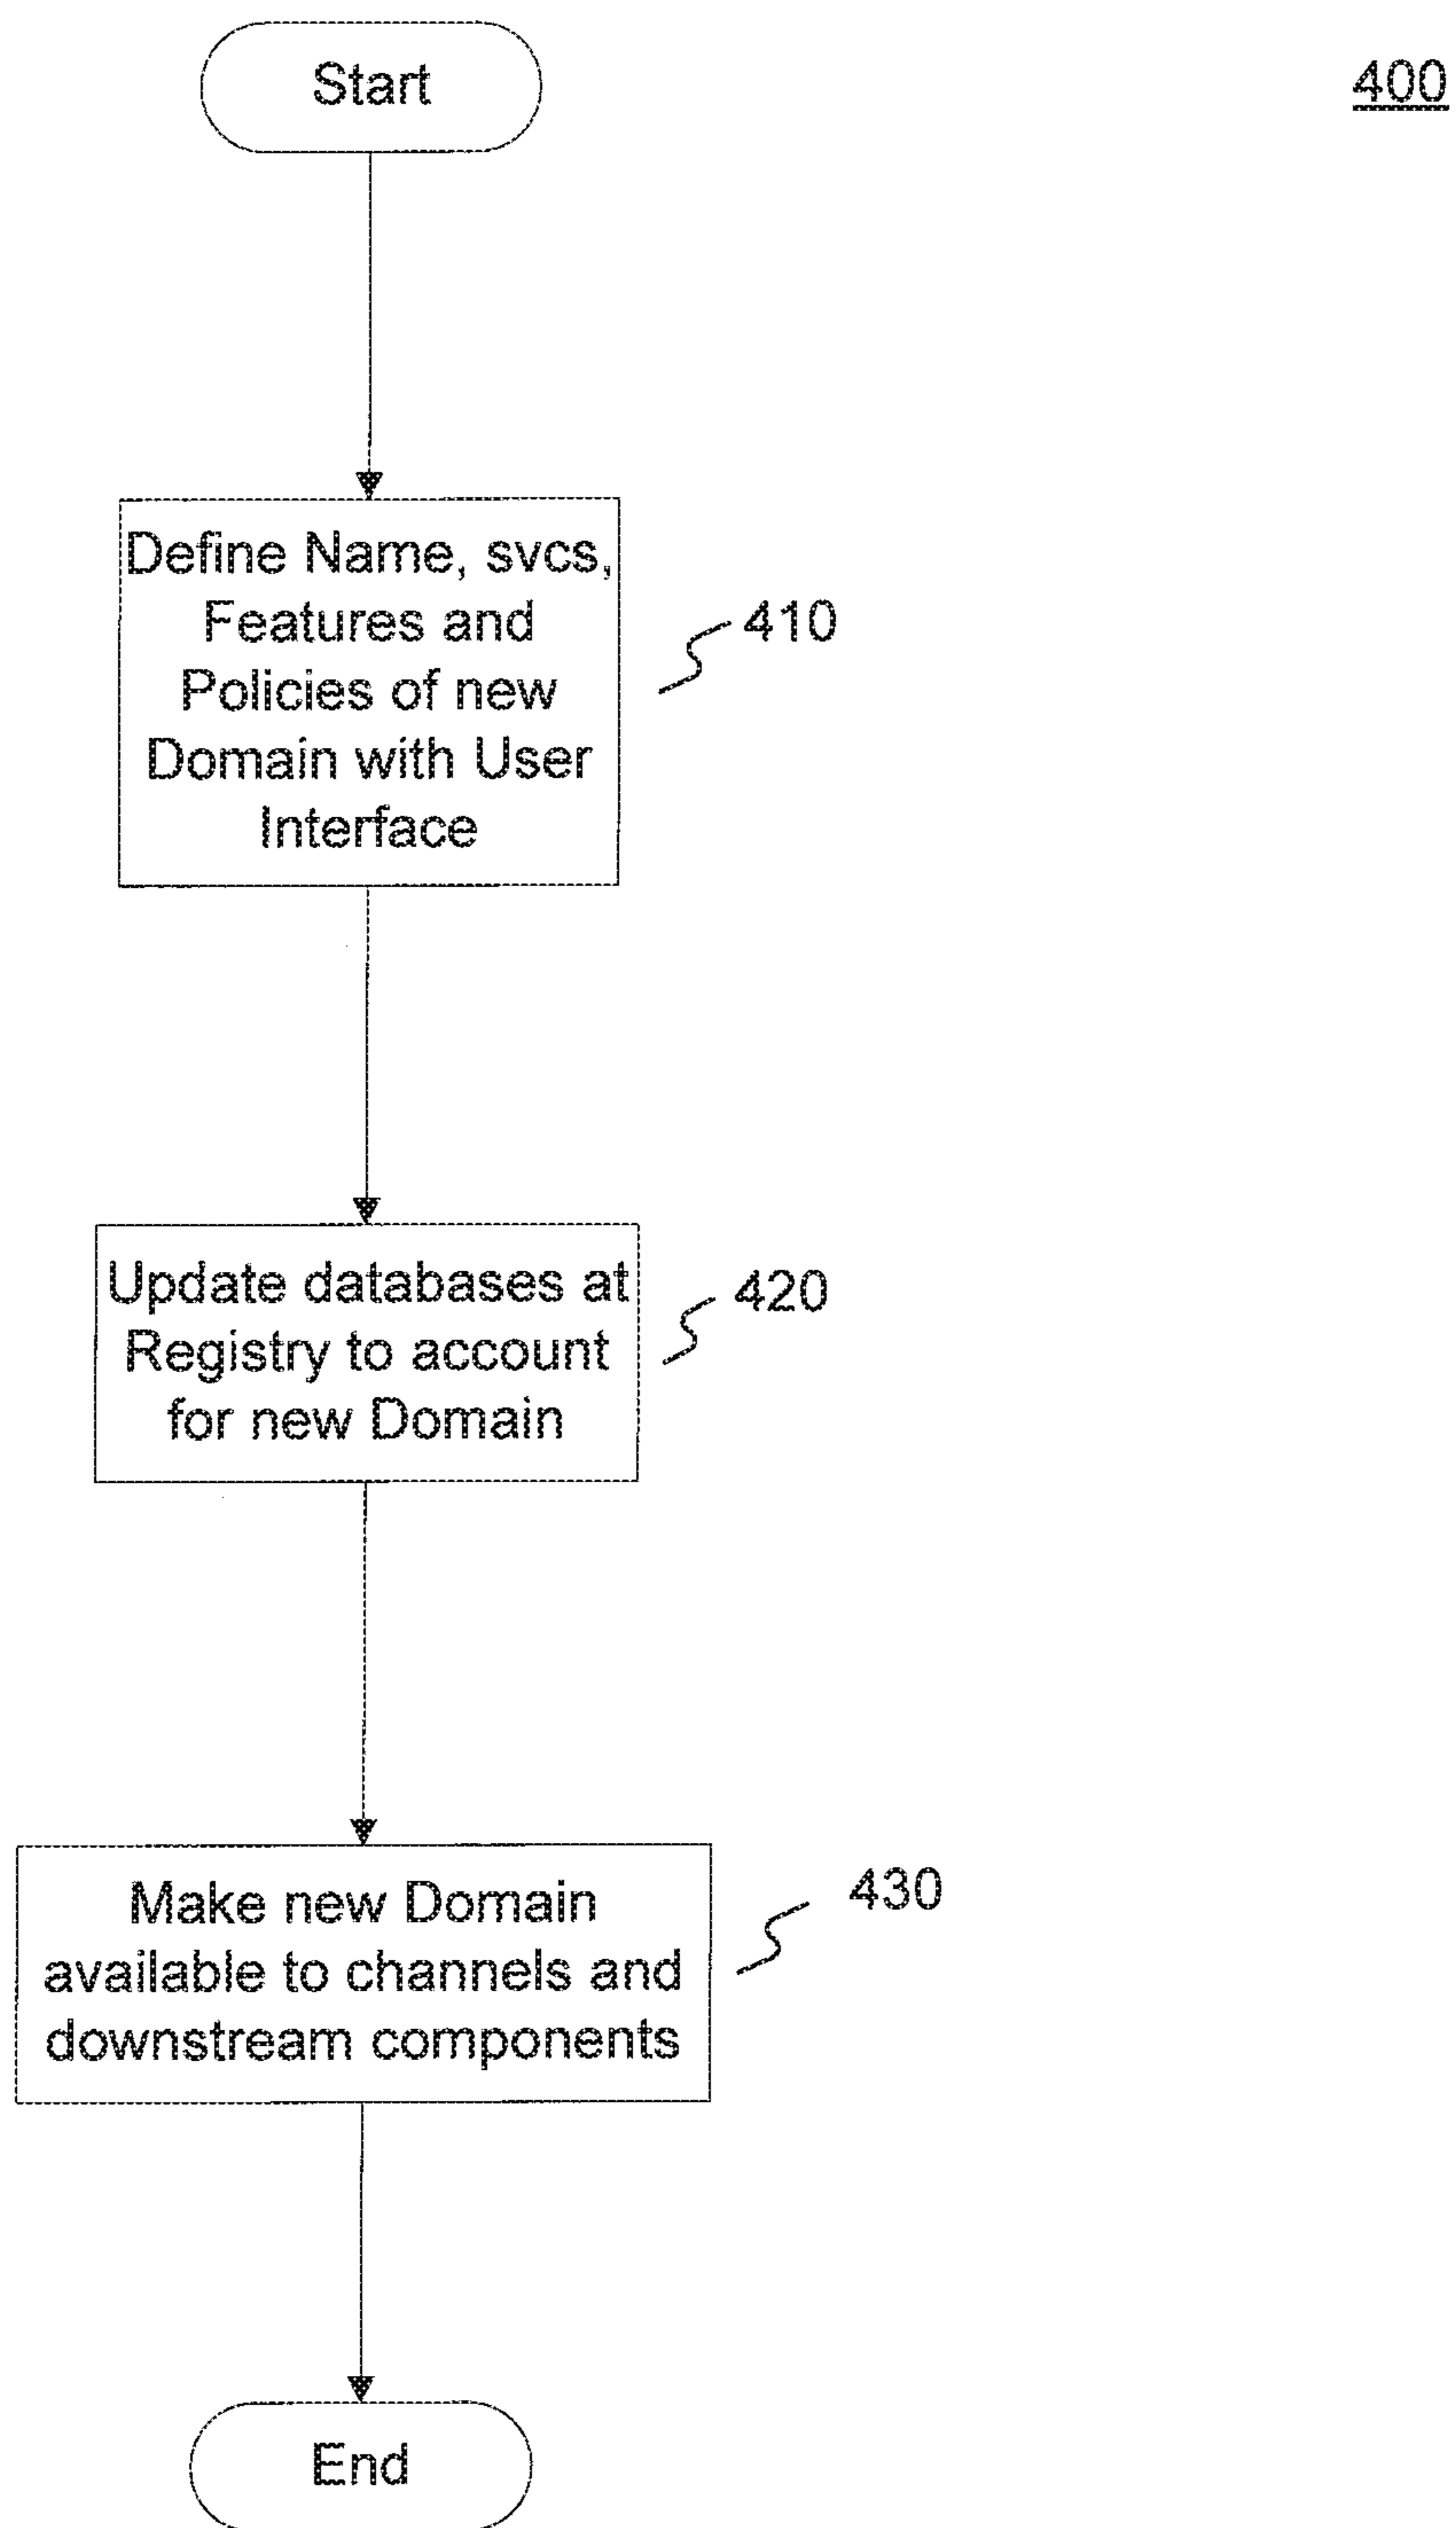 Start
400
Define Name, svcs,
Features and
Policies of new
Domain with User
Interface
410
Update databases at
Registry to account
for new Domain
420
Make new Domain
available to channels and
downstream components
430
End